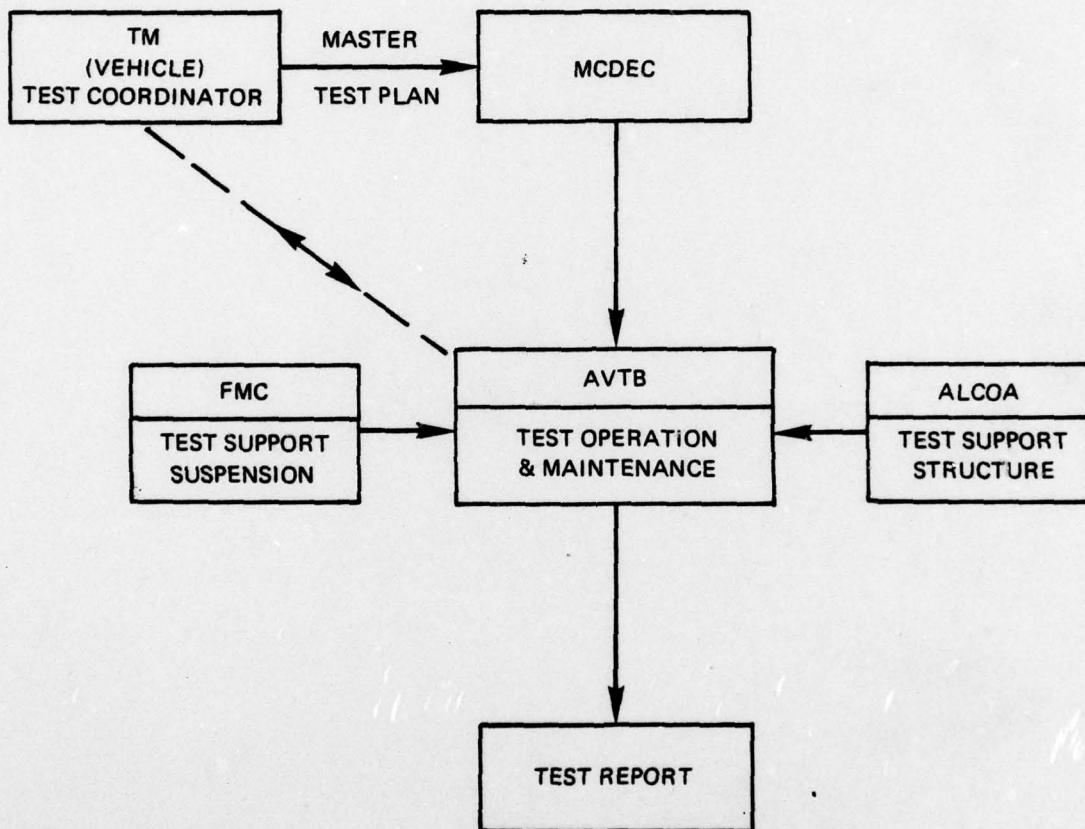 TM
(VEHICLE)
TEST COORDINATOR
MASTER
TEST PLAN
MCDEC
FMC
TEST SUPPORT
SUSPENSION
AVTB
TEST OPERATION
& MAINTENANCE
ALCOA
TEST SUPPORT
STRUCTURE
TEST REPORT